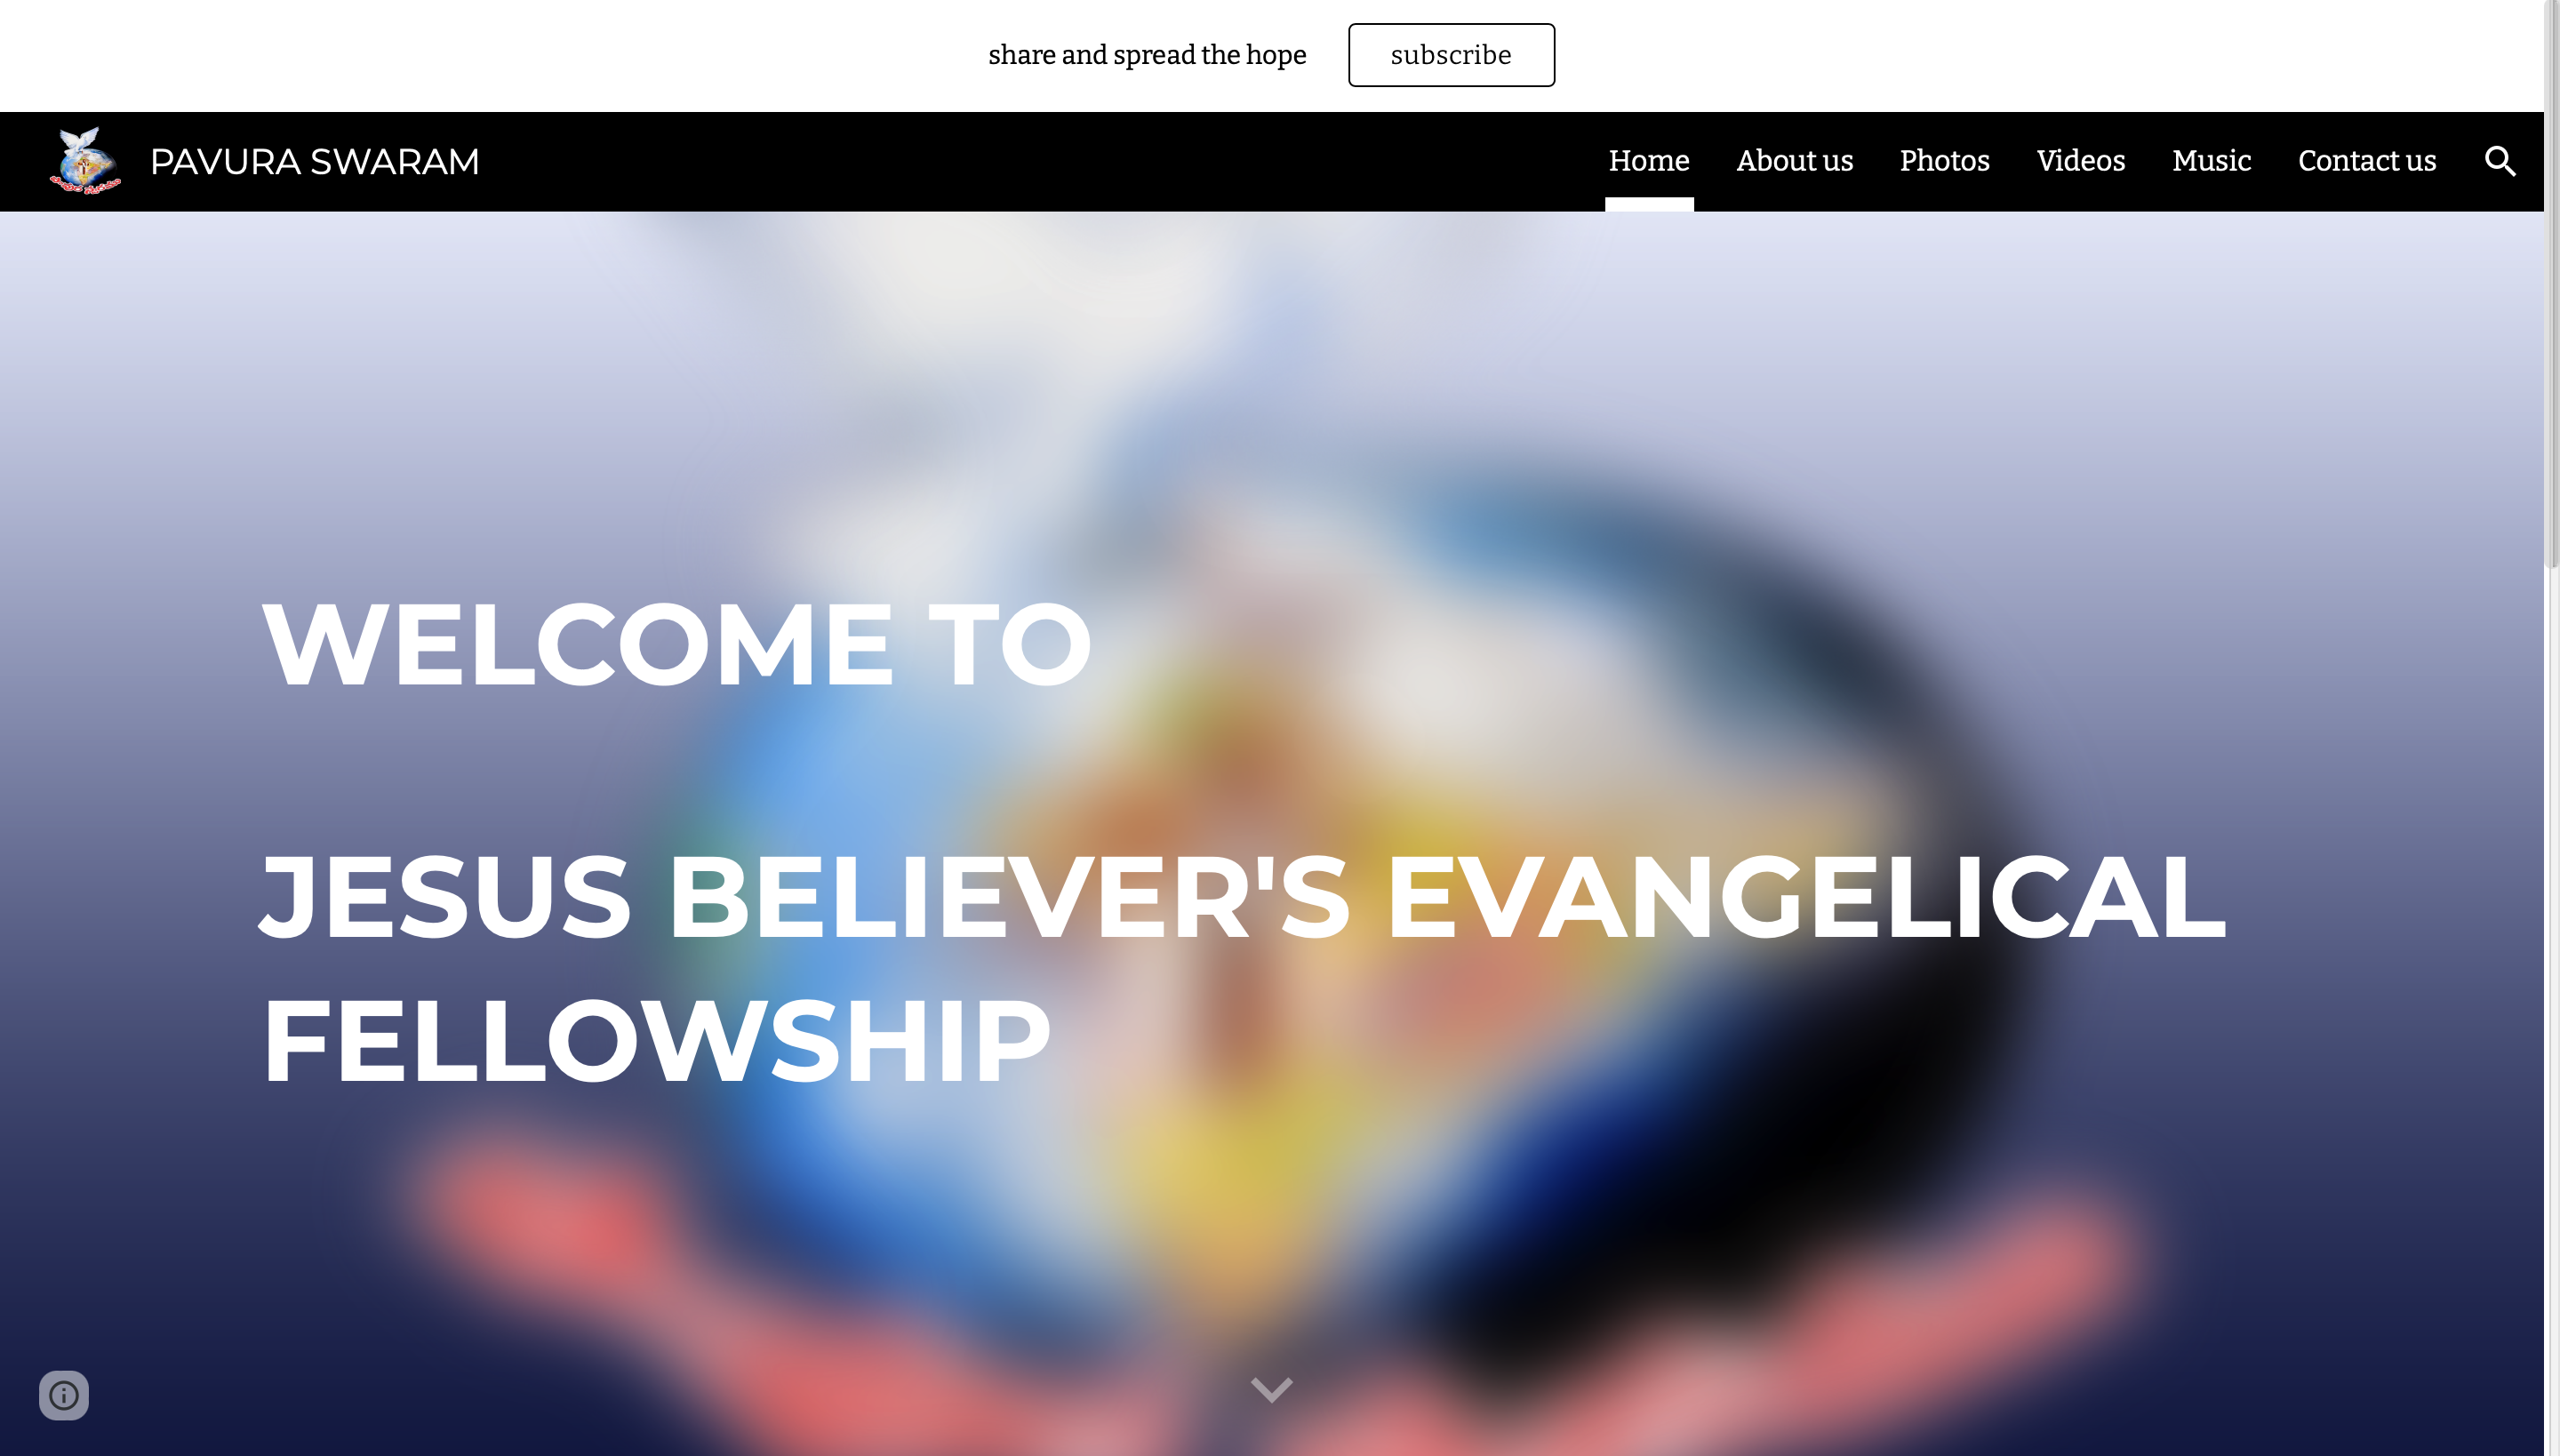 share and spread the hope subscribe
PAVURA SWARAM Home About us Photos Videos Music Contact us
WELCOME TO
JESUS BELIEVER'S EVANGELICAL
FELLOWSHIP